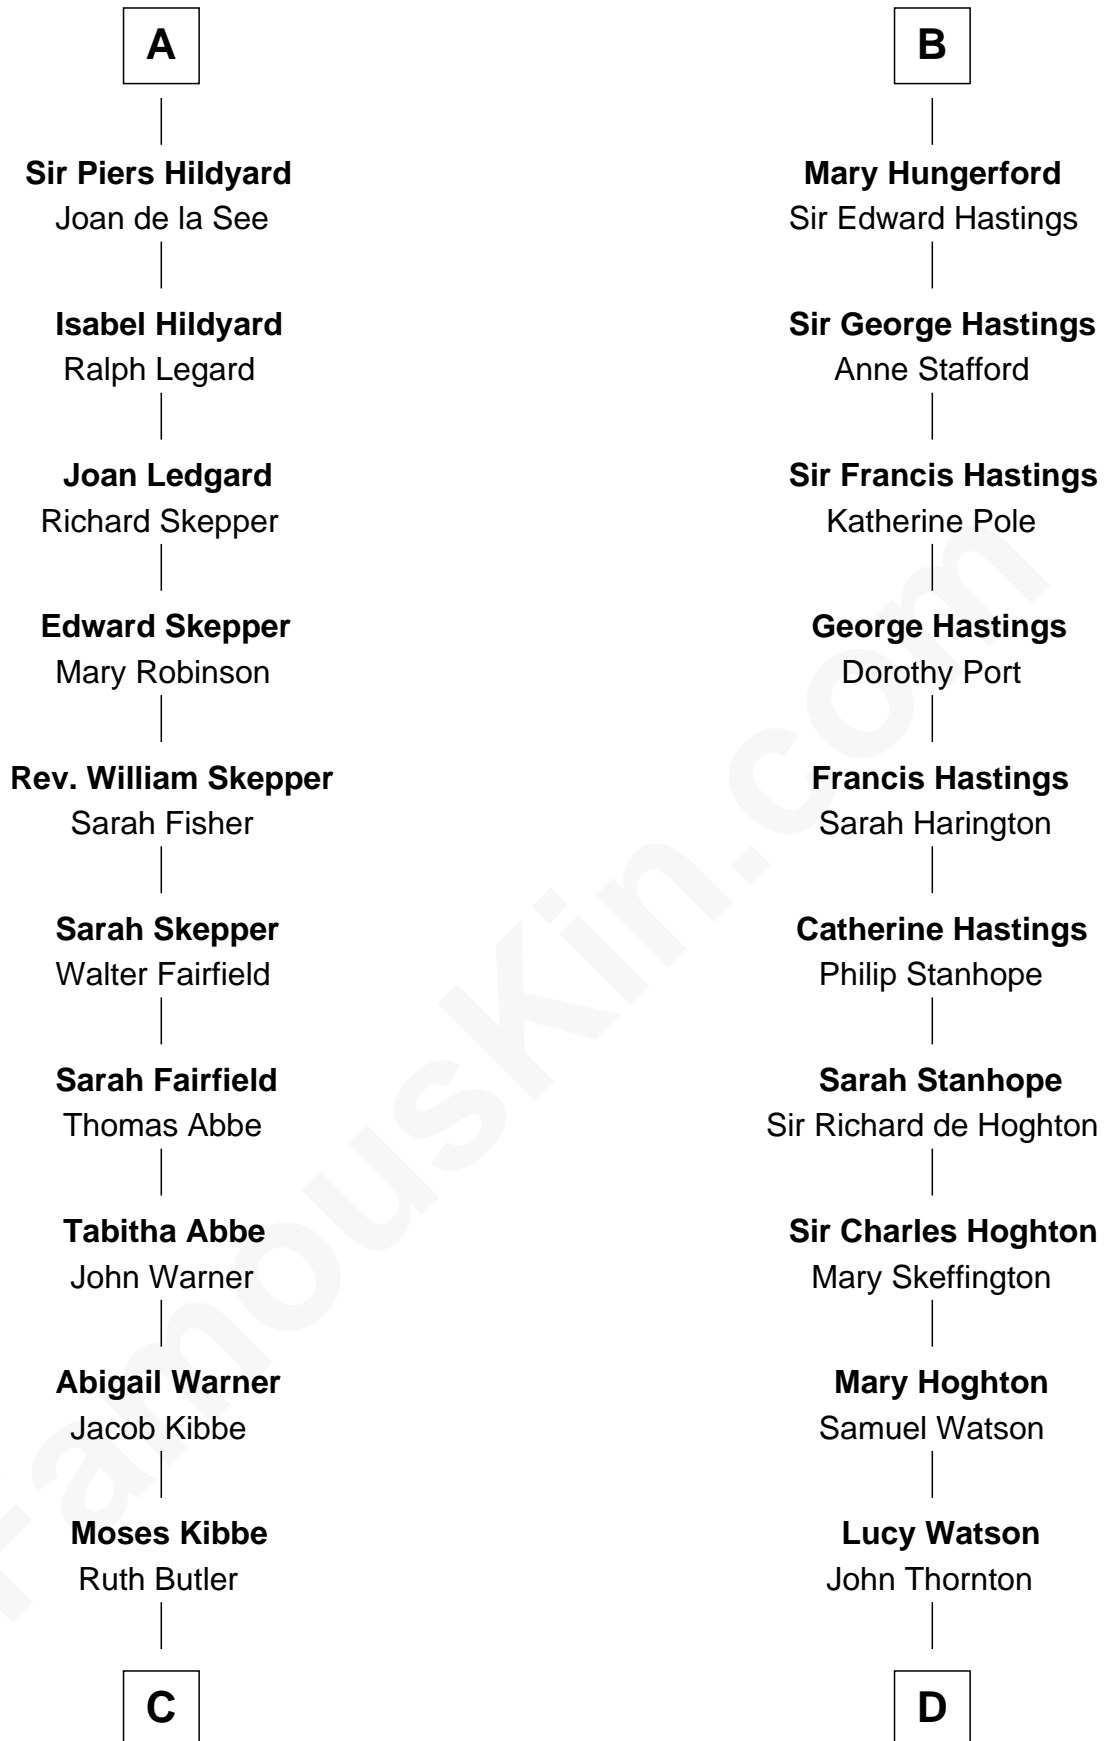 A
Sir Piers Hildyard
Joan de la See
Isabel Hildyard
Ralph Legard
Joan Ledgard
Richard Skepper
Edward Skepper
Mary Robinson
Rev. William Skepper
Sarah Fisher
Sarah Skepper
Walter Fairfield
Sarah Fairfield
Thomas Abbe
Tabitha Abbe
John Warner
Abigail Warner
Jacob Kibbe
Moses Kibbe
Ruth Butler
C
B
Mary Hungerford
Sir Edward Hastings
Sir George Hastings
Anne Stafford
Sir Francis Hastings
Katherine Pole
George Hastings
Dorothy Port
Francis Hastings
Sarah Harington
Catherine Hastings
Philip Stanhope
Sarah Stanhope
Sir Richard de Hoghton
Sir Charles Hoghton
Mary Skeffington
Mary Hoghton
Samuel Watson
Lucy Watson
John Thornton
D
FamousKin.com